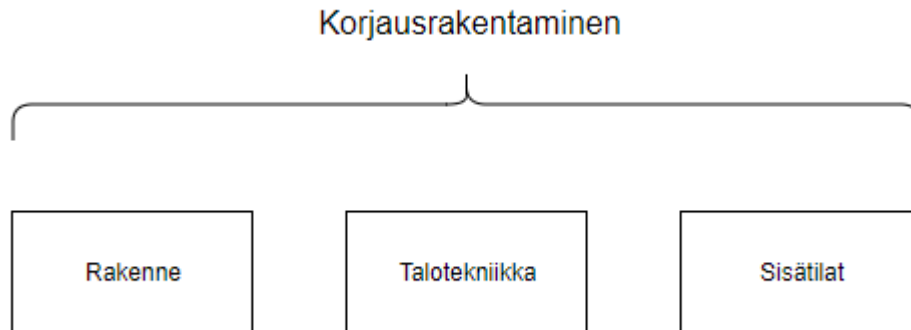 Korjausrakentaminen
Rakenne
Talotekniikka
Sisätilat